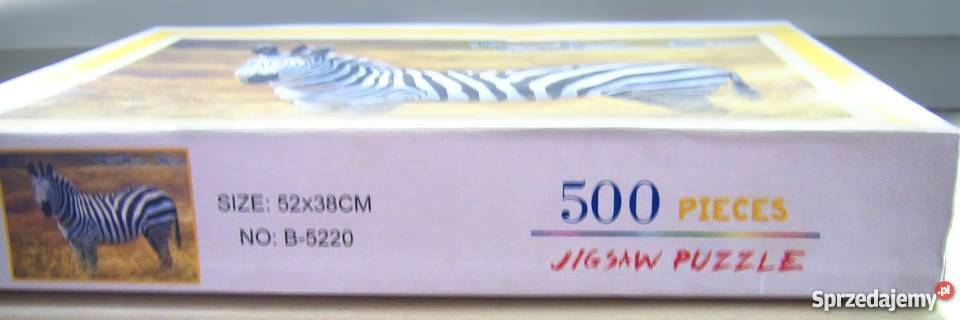 SIZE: 52x38CM
NO: B-5220
500 PIECES
JIGSAW PUZZLE
Sprzedajemy.pl